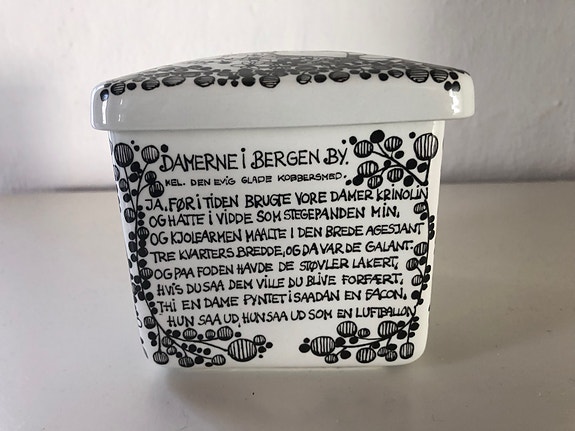 DAMERNE I BERGEN BY.
MEL. DEN EVIG GLADE KOBBERSMED.
JA, FØR I TIDEN BRUGTE VORE DAMER KRINOLIN
OG HATTE I VIDDE SOM STEGEPANDEN MIN,
OG KJOLEARMEN MAALTE I DEN BREDE AGESJANT
TRE KVARTERS BREDDE, OG DA VAR DE GALANT.
OG PAA FODEN HAVDE DE STØVLER LAKERT,
HVIS DU SAA DEM VILLE DU BLIVE FORFÆRT,
THI EN DAME PYNTET I SAADAN EN FAÇON,
HUN SAA UD, HUN SAA UD SOM EN LUFTBALLON